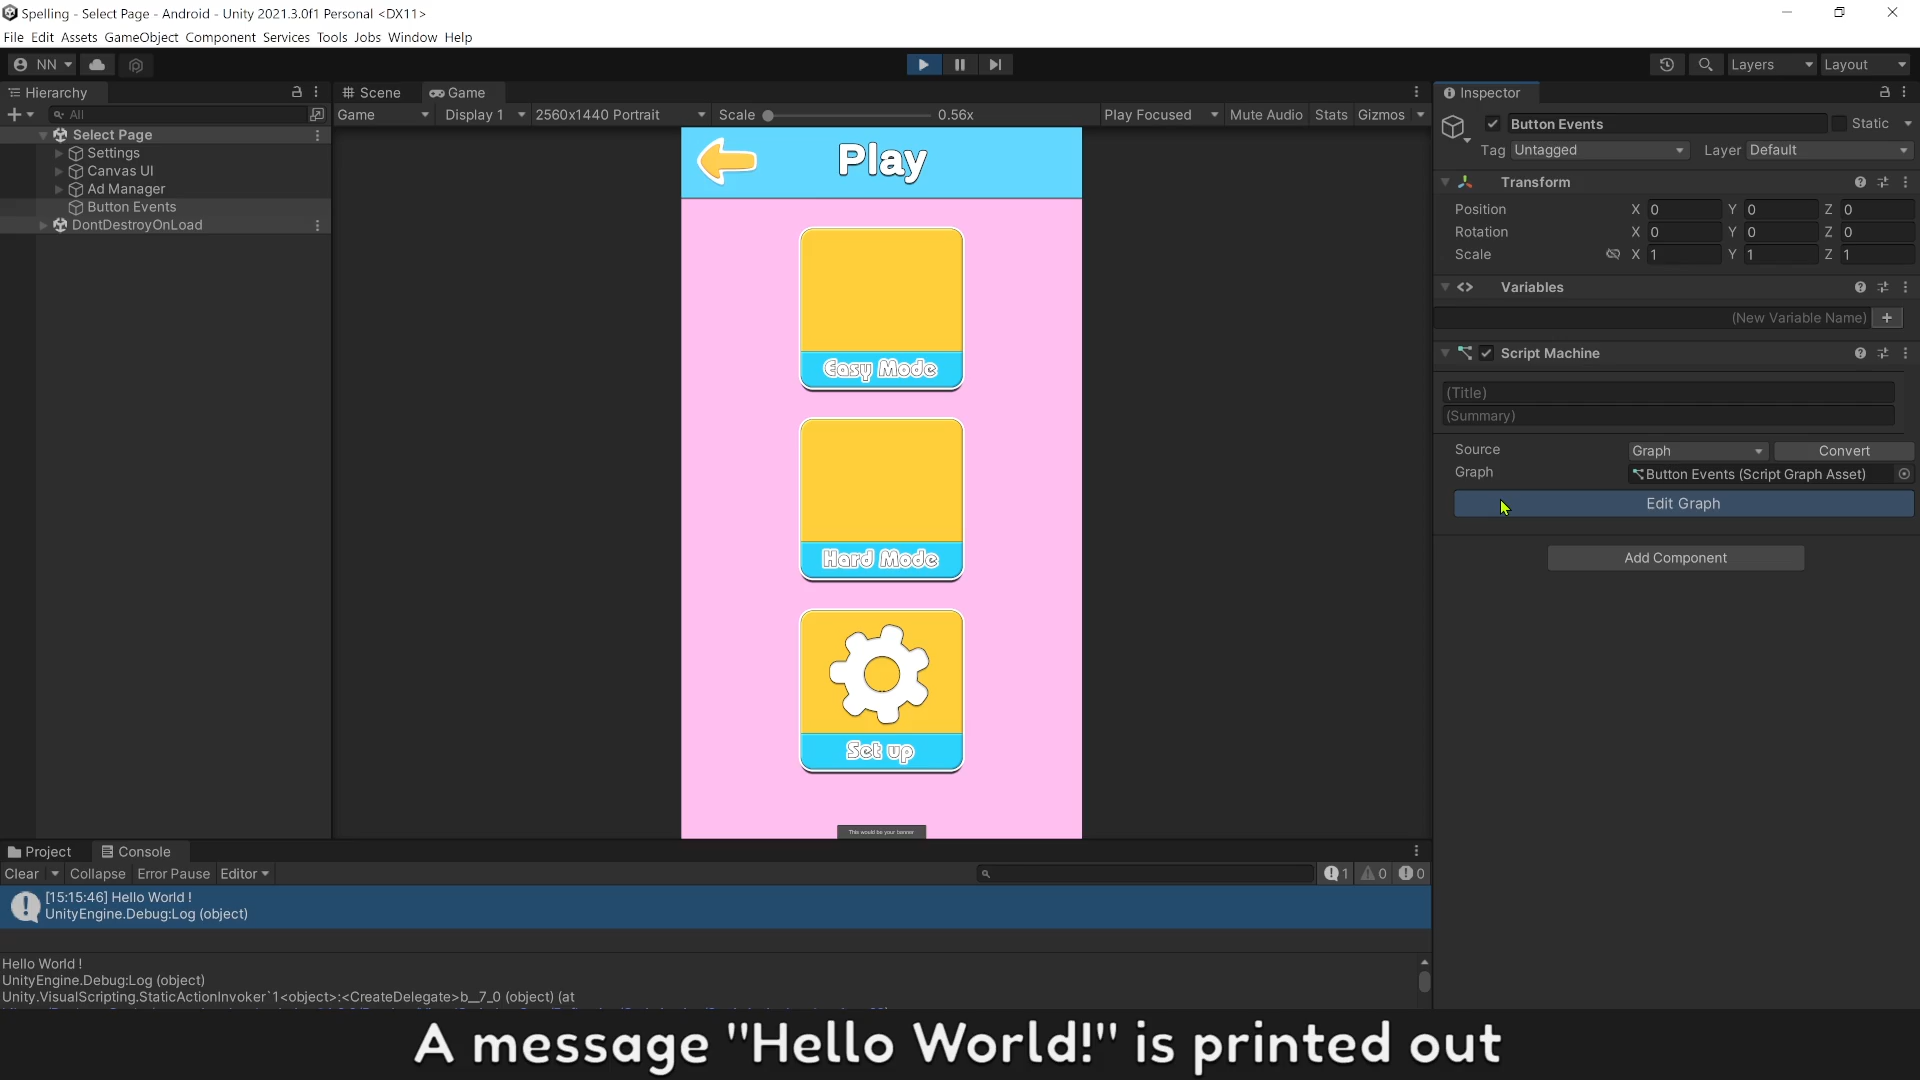 Spelling - Select Page - Android - Unity 2021.3.0f1 Personal <DX11>
File Edit Assets GameObject Component Services Tools Jobs Window Help
NN
Layers
Layout
Hierarchy
All
Select Page
Settings
Canvas UI
Ad Manager
Button Events
DontDestroyOnLoad
Scene
Game
Game
Display 1
2560x1440 Portrait
Scale
0.56x
Play Focused
Mute Audio
Stats
Gizmos
Play
Easy Mode
Hard Mode
Set up
This would be your banner
Inspector
Button Events
Static
Tag Untagged
Layer Default
Transform
Position X 0 Y 0 Z 0
Rotation X 0 Y 0 Z 0
Scale X 1 Y 1 Z 1
Variables
(New Variable Name)
Script Machine
(Title)
(Summary)
Source Graph Convert
Graph Button Events (Script Graph Asset)
Edit Graph
Add Component
Project
Console
Clear
Collapse
Error Pause
Editor
1
0
0
[15:15:46] Hello World !
UnityEngine.Debug:Log (object)
Hello World !
UnityEngine.Debug:Log (object)
Unity.VisualScripting.StaticActionInvoker`1<object>:<CreateDelegate>b__7_0 (object) (at
A message "Hello World!" is printed out